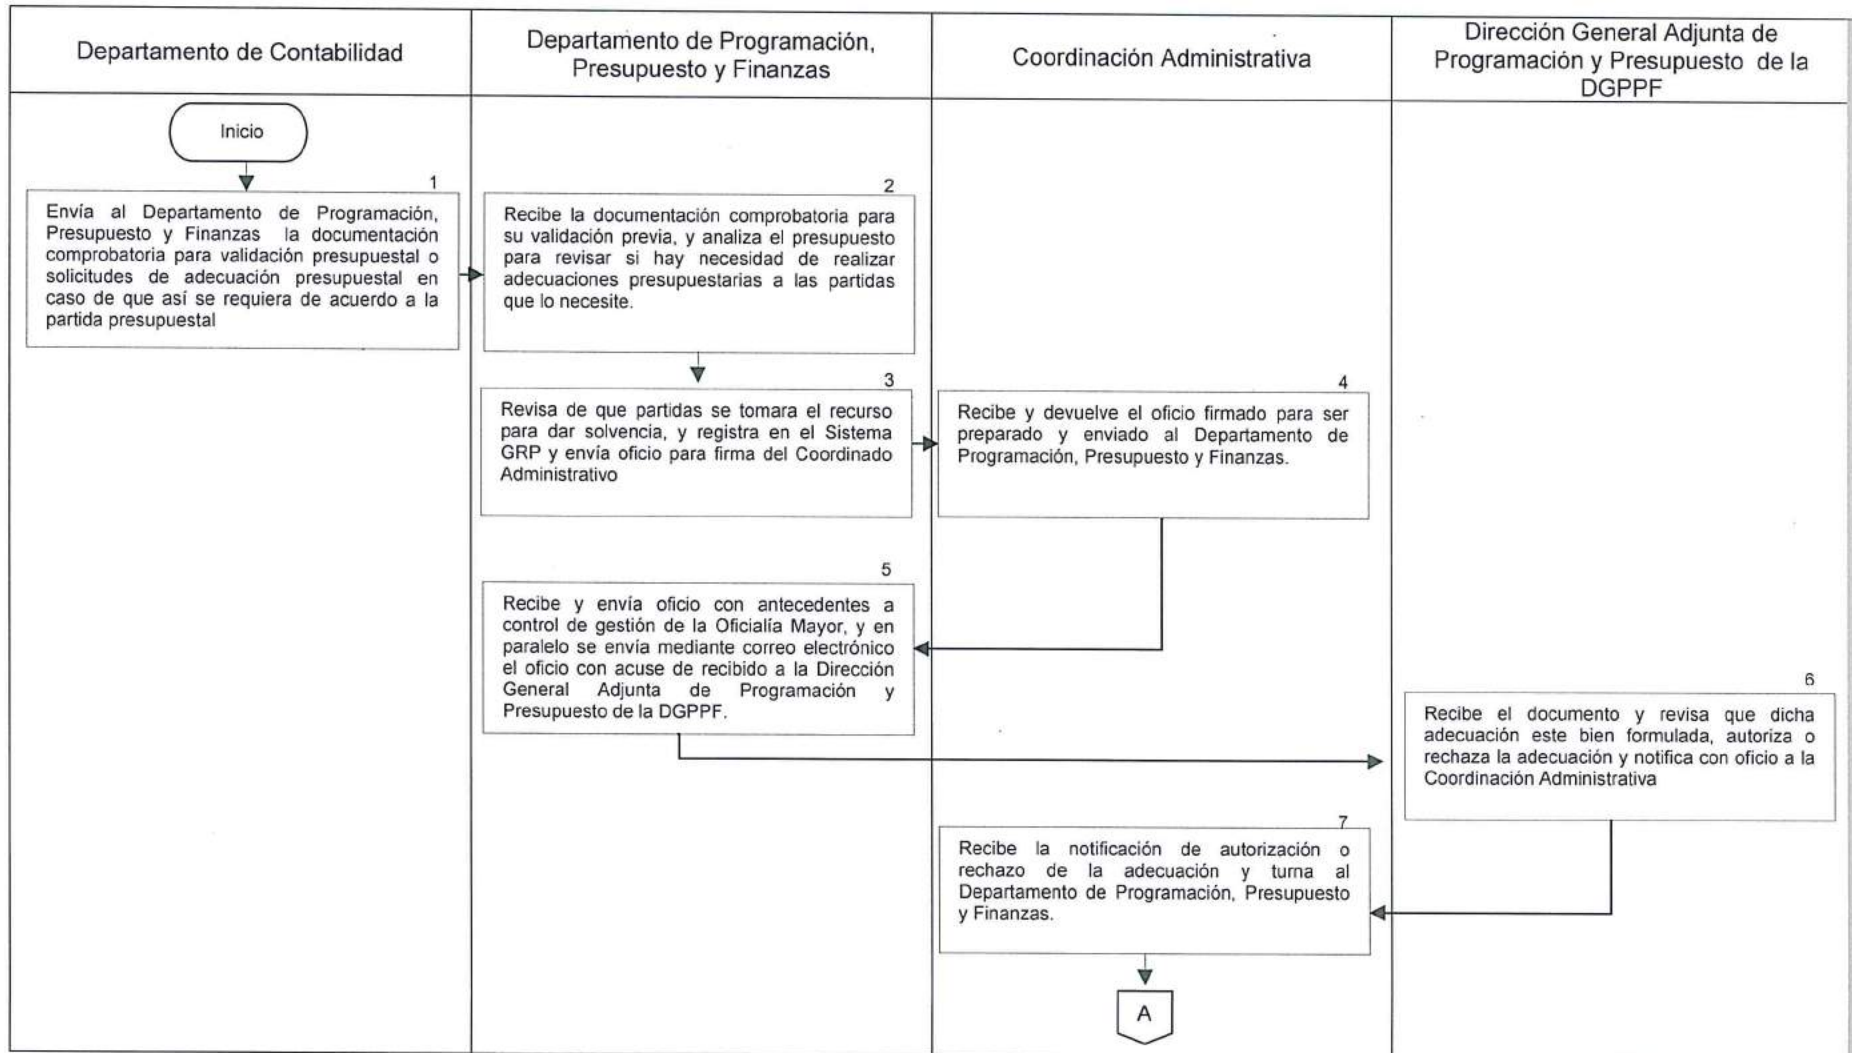 Departamento de Contabilidad
Departamento de Programación,
Presupuesto y Finanzas
Coordinación Administrativa
Dirección General Adjunta de
Programación y Presupuesto de la
DGPPF
Inicio
1
Envía al Departamento de Programación,
Presupuesto y Finanzas la documentación
comprobatoria para validación presupuestal o
solicitudes de adecuación presupuestal en
caso de que así se requiera de acuerdo a la
partida presupuestal
2
Recibe la documentación comprobatoria para
su validación previa, y analiza el presupuesto
para revisar si hay necesidad de realizar
adecuaciones presupuestarias a las partidas
que lo necesite.
3
Revisa de que partidas se tomara el recurso
para dar solvencia, y registra en el Sistema
GRP y envía oficio para firma del Coordinado
Administrativo
4
Recibe y devuelve el oficio firmado para ser
preparado y enviado al Departamento de
Programación, Presupuesto y Finanzas.
5
Recibe y envía oficio con antecedentes a
control de gestión de la Oficialía Mayor, y en
paralelo se envía mediante correo electrónico
el oficio con acuse de recibido a la Dirección
General Adjunta de Programación y
Presupuesto de la DGPPF.
6
Recibe el documento y revisa que dicha
adecuación este bien formulada, autoriza o
rechaza la adecuación y notifica con oficio a la
Coordinación Administrativa
7
Recibe la notificación de autorización o
rechazo de la adecuación y turna al
Departamento de Programación, Presupuesto
y Finanzas.
A